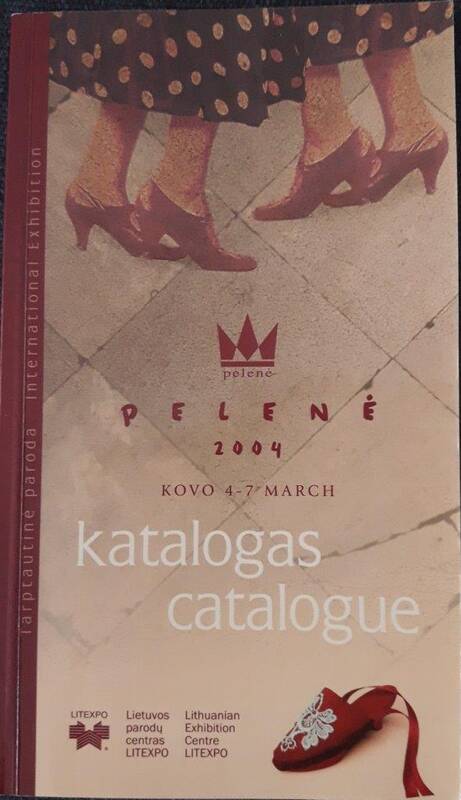 Tarptautinė paroda International Exhibition
pelenė
PELENĖ
2004
KOVO 4-7 MARCH
katalogas
catalogue
LITEXPO
Lietuvos
parodų
centras
LITEXPO
Lithuanian
Exhibition
Centre
LITEXPO